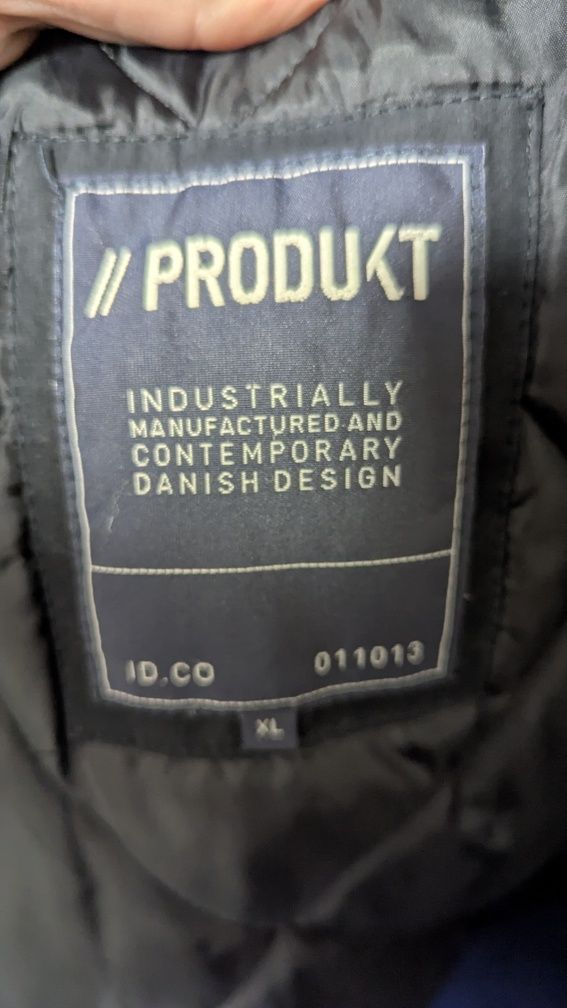 // PRODUKT
INDUSTRIALLY
MANUFACTURED AND
CONTEMPORARY
DANISH DESIGN
ID.CO 011013
XL